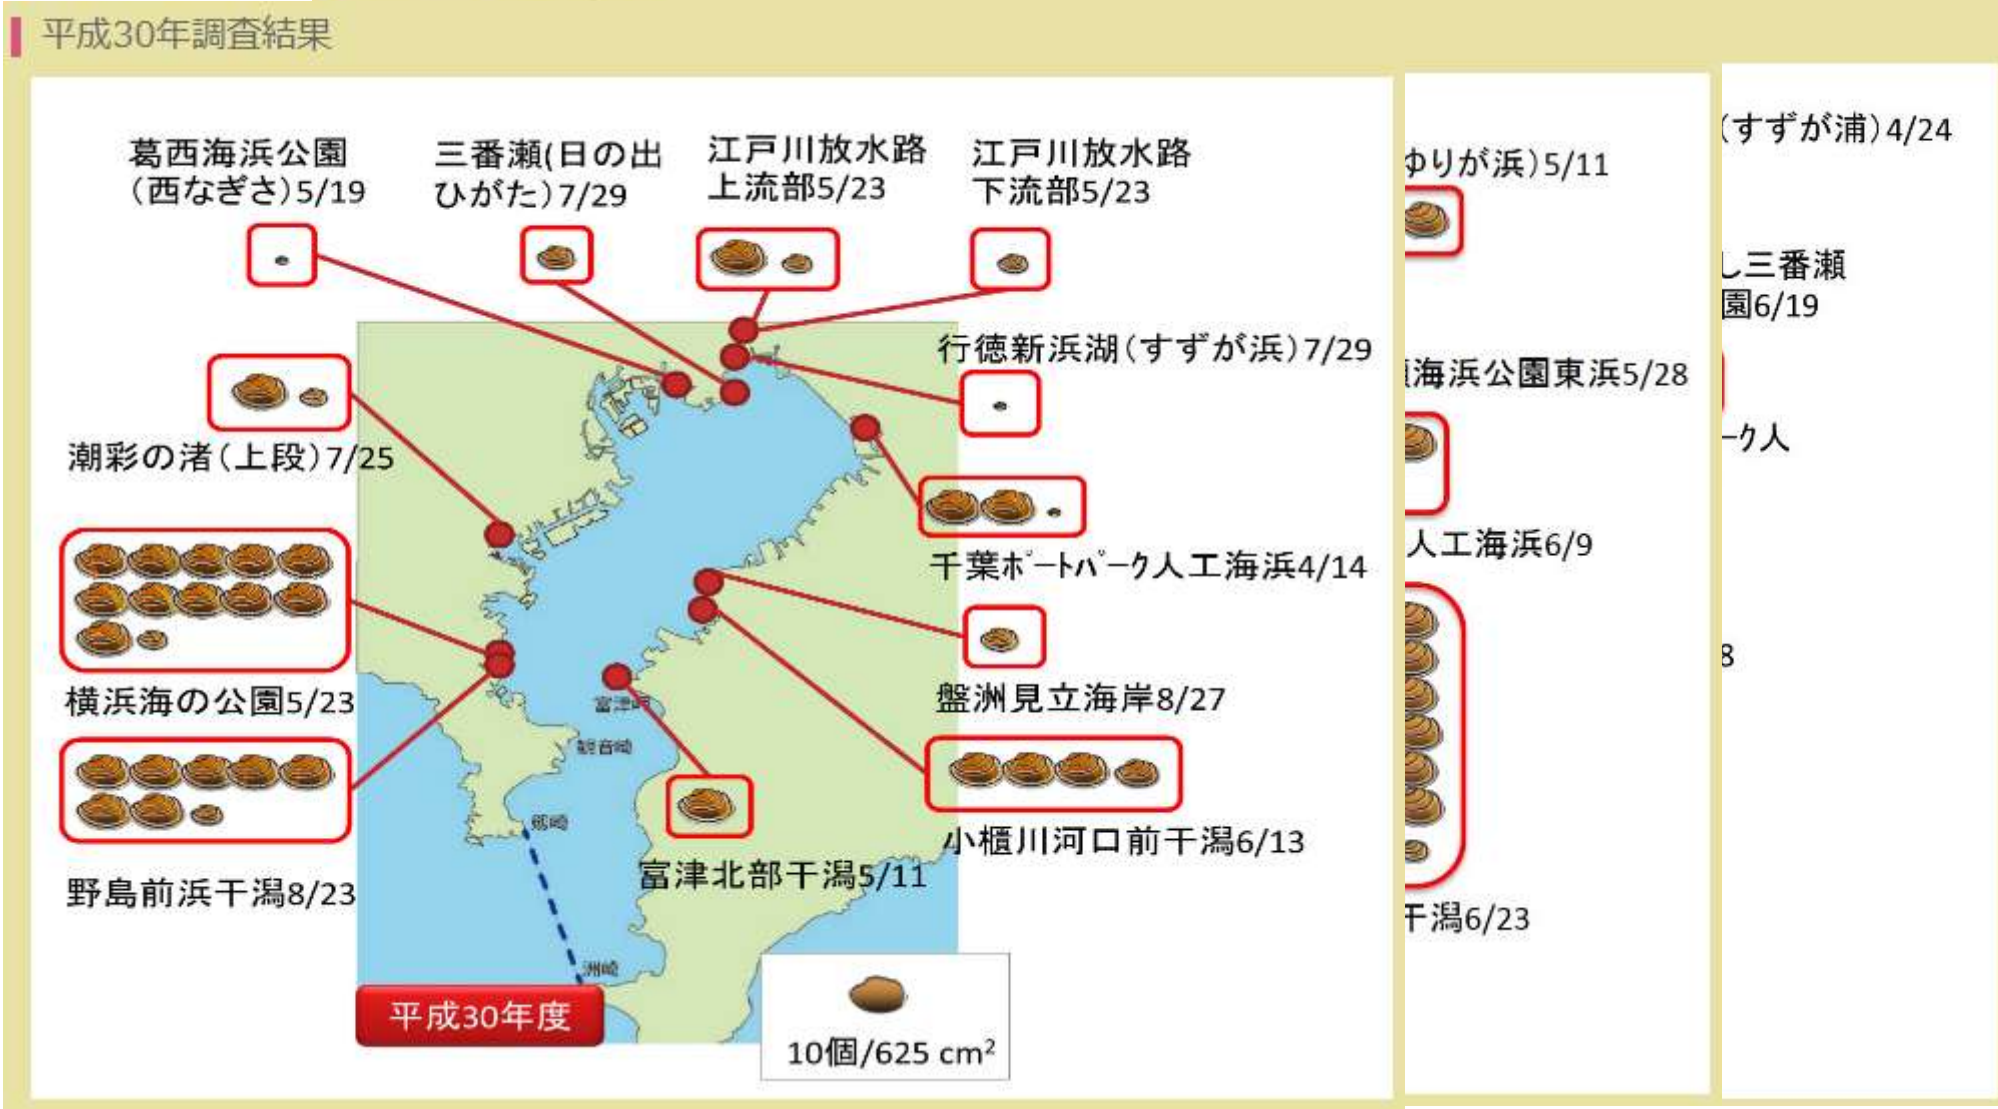 平成30年調査結果
葛西海浜公園
(西なぎさ)5/19
三番瀬(日の出
ひがた)7/29
江戸川放水路
上流部5/23
江戸川放水路
下流部5/23
行徳新浜湖(すずが浜)7/29
潮彩の渚(上段)7/25
千葉ﾎﾟｰﾄﾊﾟｰｸ人工海浜4/14
横浜海の公園5/23
盤洲見立海岸8/27
野島前浜干潟8/23
小櫃川河口前干潟6/13
富津北部干潟5/11
富津岬
観音崎
剱崎
洲崎
平成30年度
10個/625 cm²
ゆりが浜)5/11
海浜公園東浜5/28
人工海浜6/9
干潟6/23
(すずが浦)4/24
し三番瀬
園6/19
ｰｸ人
8